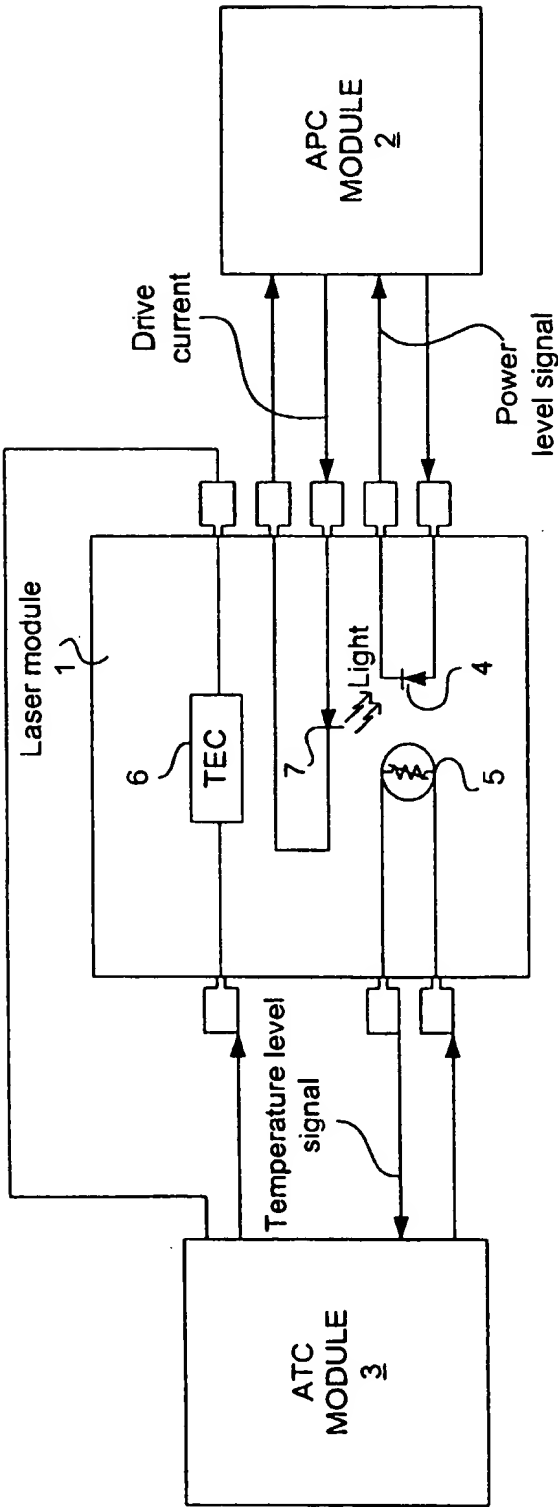 Laser module
1
6
TEC
7
Light
4
5
Drive
current
Power
level signal
APC
MODULE
2
Temperature level
signal
ATC
MODULE
3